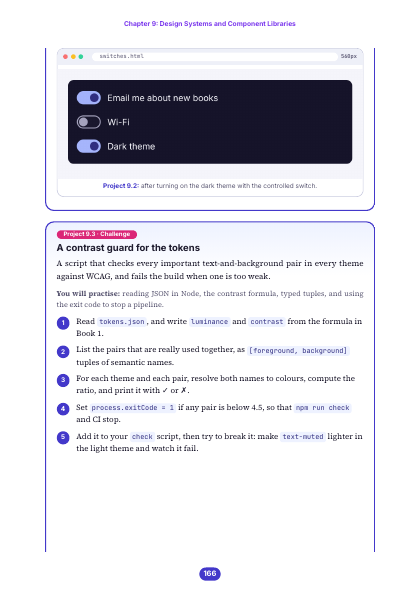 Chapter 9: Design Systems and Component Libraries
switches.html
560px
Email me about new books
Wi-Fi
Dark theme
Project 9.2: after turning on the dark theme with the controlled switch.
Project 9.3 · Challenge
A contrast guard for the tokens
A script that checks every important text-and-background pair in every theme
against WCAG, and fails the build when one is too weak.
You will practise: reading JSON in Node, the contrast formula, typed tuples, and using
the exit code to stop a pipeline.
1 Read tokens.json, and write luminance and contrast from the formula in
Book 1.
2 List the pairs that are really used together, as [foreground, background]
tuples of semantic names.
3 For each theme and each pair, resolve both names to colours, compute the
ratio, and print it with ✓ or ✗.
4 Set process.exitCode = 1 if any pair is below 4.5, so that npm run check
and CI stop.
5 Add it to your check script, then try to break it: make text-muted lighter in
the light theme and watch it fail.
166